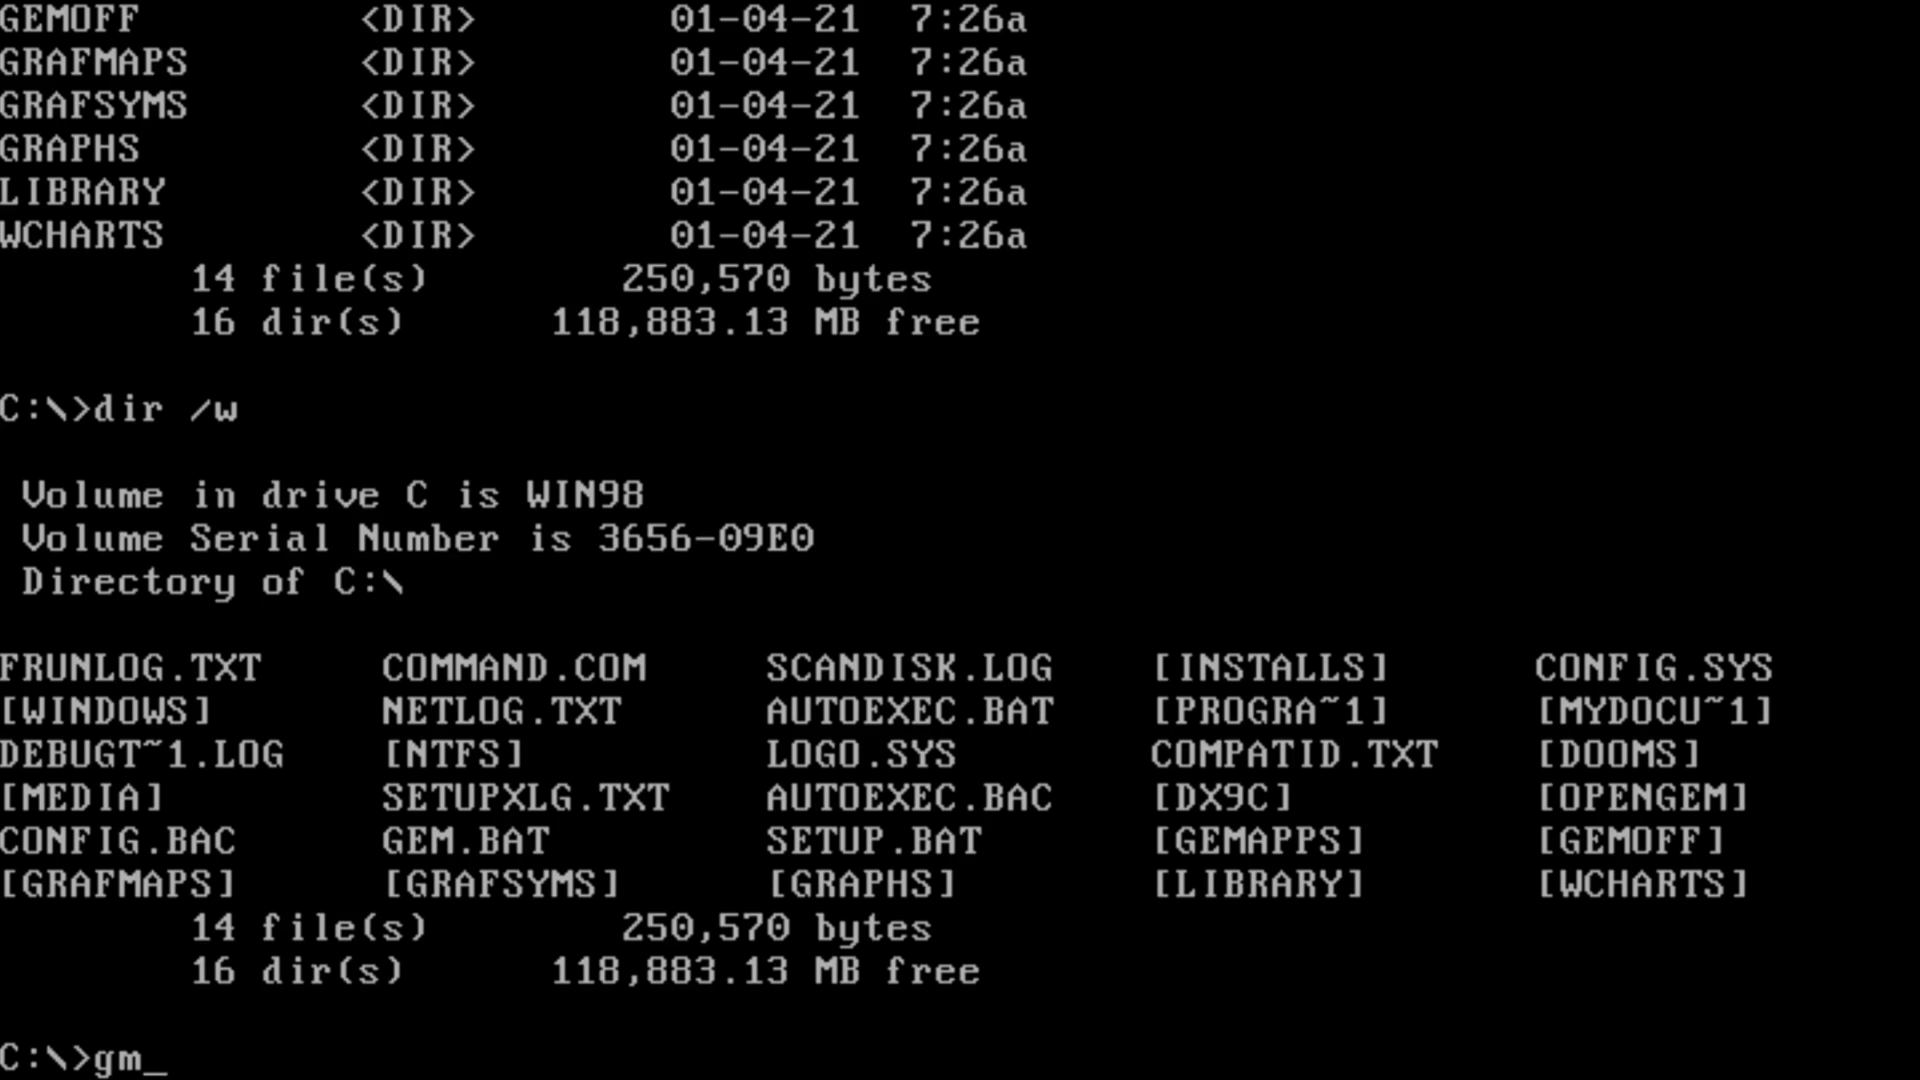 GEMOFF <DIR> 01-04-21 7:26a
GRAFMAPS <DIR> 01-04-21 7:26a
GRAFSYMS <DIR> 01-04-21 7:26a
GRAPHS <DIR> 01-04-21 7:26a
LIBRARY <DIR> 01-04-21 7:26a
WCHARTS <DIR> 01-04-21 7:26a
14 file(s) 250,570 bytes
16 dir(s) 118,883.13 MB free
C:\>dir /w
Volume in drive C is WIN98
Volume Serial Number is 3656-09E0
Directory of C:\
FRUNLOG.TXT COMMAND.COM SCANDISK.LOG [INSTALLS] CONFIG.SYS
[WINDOWS] NETLOG.TXT AUTOEXEC.BAT [PROGRA~1] [MYDOCU~1]
DEBUGT~1.LOG [NTFS] LOGO.SYS COMPATID.TXT [DOOMS]
[MEDIA] SETUPXLG.TXT AUTOEXEC.BAC [DX9C] [OPENGEM]
CONFIG.BAC GEM.BAT SETUP.BAT [GEMAPPS] [GEMOFF]
[GRAFMAPS] [GRAFSYMS] [GRAPHS] [LIBRARY] [WCHARTS]
14 file(s) 250,570 bytes
16 dir(s) 118,883.13 MB free
C:\>gm_